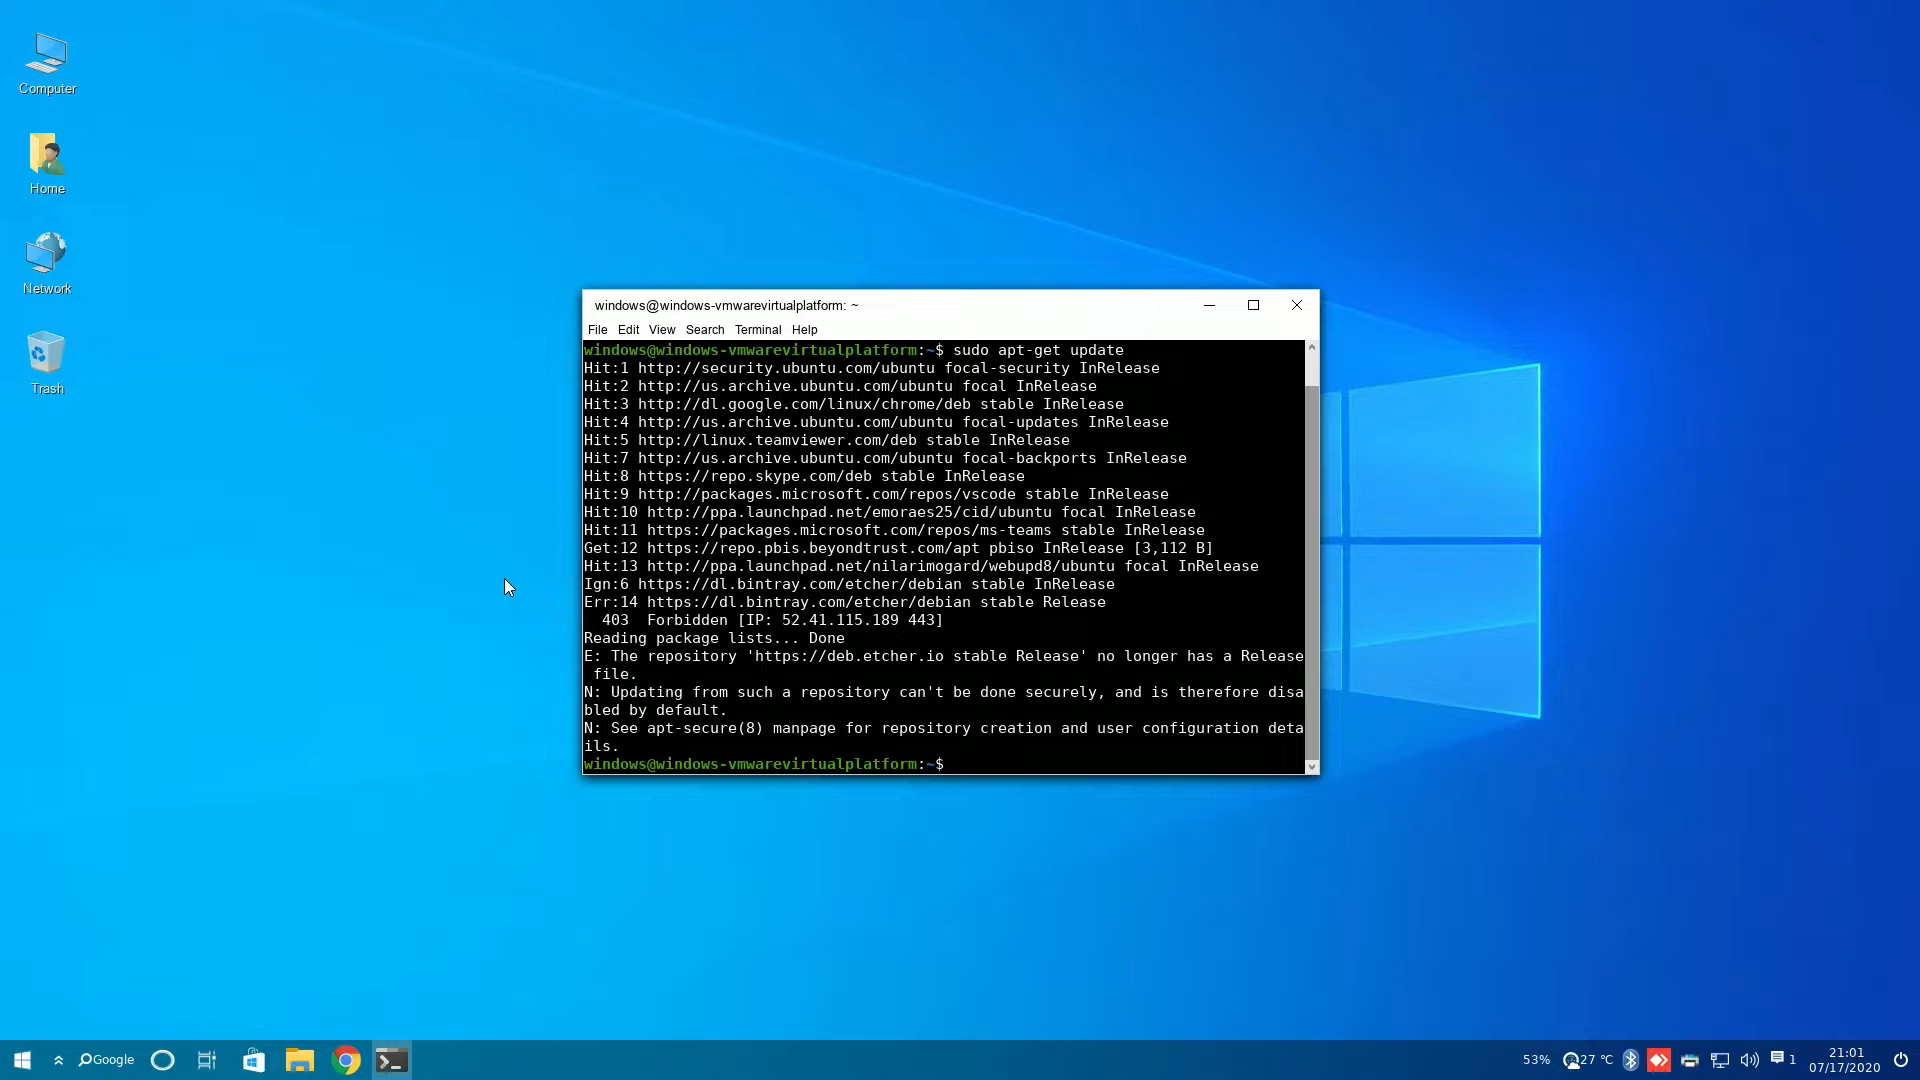 Computer
Home
Network
Trash
windows@windows-vmwarevirtualplatform: ~
File Edit View Search Terminal Help
windows@windows-vmwarevirtualplatform:~$ sudo apt-get update
Hit:1 http://security.ubuntu.com/ubuntu focal-security InRelease
Hit:2 http://us.archive.ubuntu.com/ubuntu focal InRelease
Hit:3 http://dl.google.com/linux/chrome/deb stable InRelease
Hit:4 http://us.archive.ubuntu.com/ubuntu focal-updates InRelease
Hit:5 http://linux.teamviewer.com/deb stable InRelease
Hit:7 http://us.archive.ubuntu.com/ubuntu focal-backports InRelease
Hit:8 https://repo.skype.com/deb stable InRelease
Hit:9 http://packages.microsoft.com/repos/vscode stable InRelease
Hit:10 http://ppa.launchpad.net/emoraes25/cid/ubuntu focal InRelease
Hit:11 https://packages.microsoft.com/repos/ms-teams stable InRelease
Get:12 https://repo.pbis.beyondtrust.com/apt pbiso InRelease [3,112 B]
Hit:13 http://ppa.launchpad.net/nilarimogard/webupd8/ubuntu focal InRelease
Ign:6 https://dl.bintray.com/etcher/debian stable InRelease
Err:14 https://dl.bintray.com/etcher/debian stable Release
  403  Forbidden [IP: 52.41.115.189 443]
Reading package lists... Done
E: The repository 'https://deb.etcher.io stable Release' no longer has a Release
 file.
N: Updating from such a repository can't be done securely, and is therefore disa
bled by default.
N: See apt-secure(8) manpage for repository creation and user configuration deta
ils.
windows@windows-vmwarevirtualplatform:~$
Google
53%
27 °C
1
21:01
07/17/2020